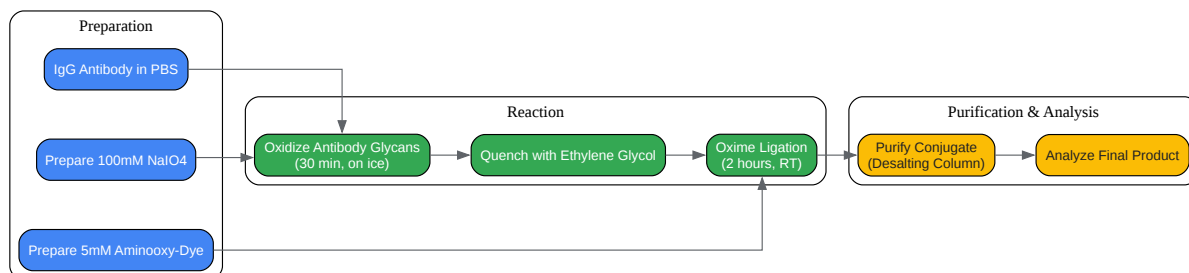 Preparation
IgG Antibody in PBS
Prepare 100mM NaIO4
Prepare 5mM Aminooxy-Dye
Reaction
Oxidize Antibody Glycans
(30 min, on ice)
Quench with Ethylene Glycol
Oxime Ligation
(2 hours, RT)
Purification & Analysis
Purify Conjugate
(Desalting Column)
Analyze Final Product